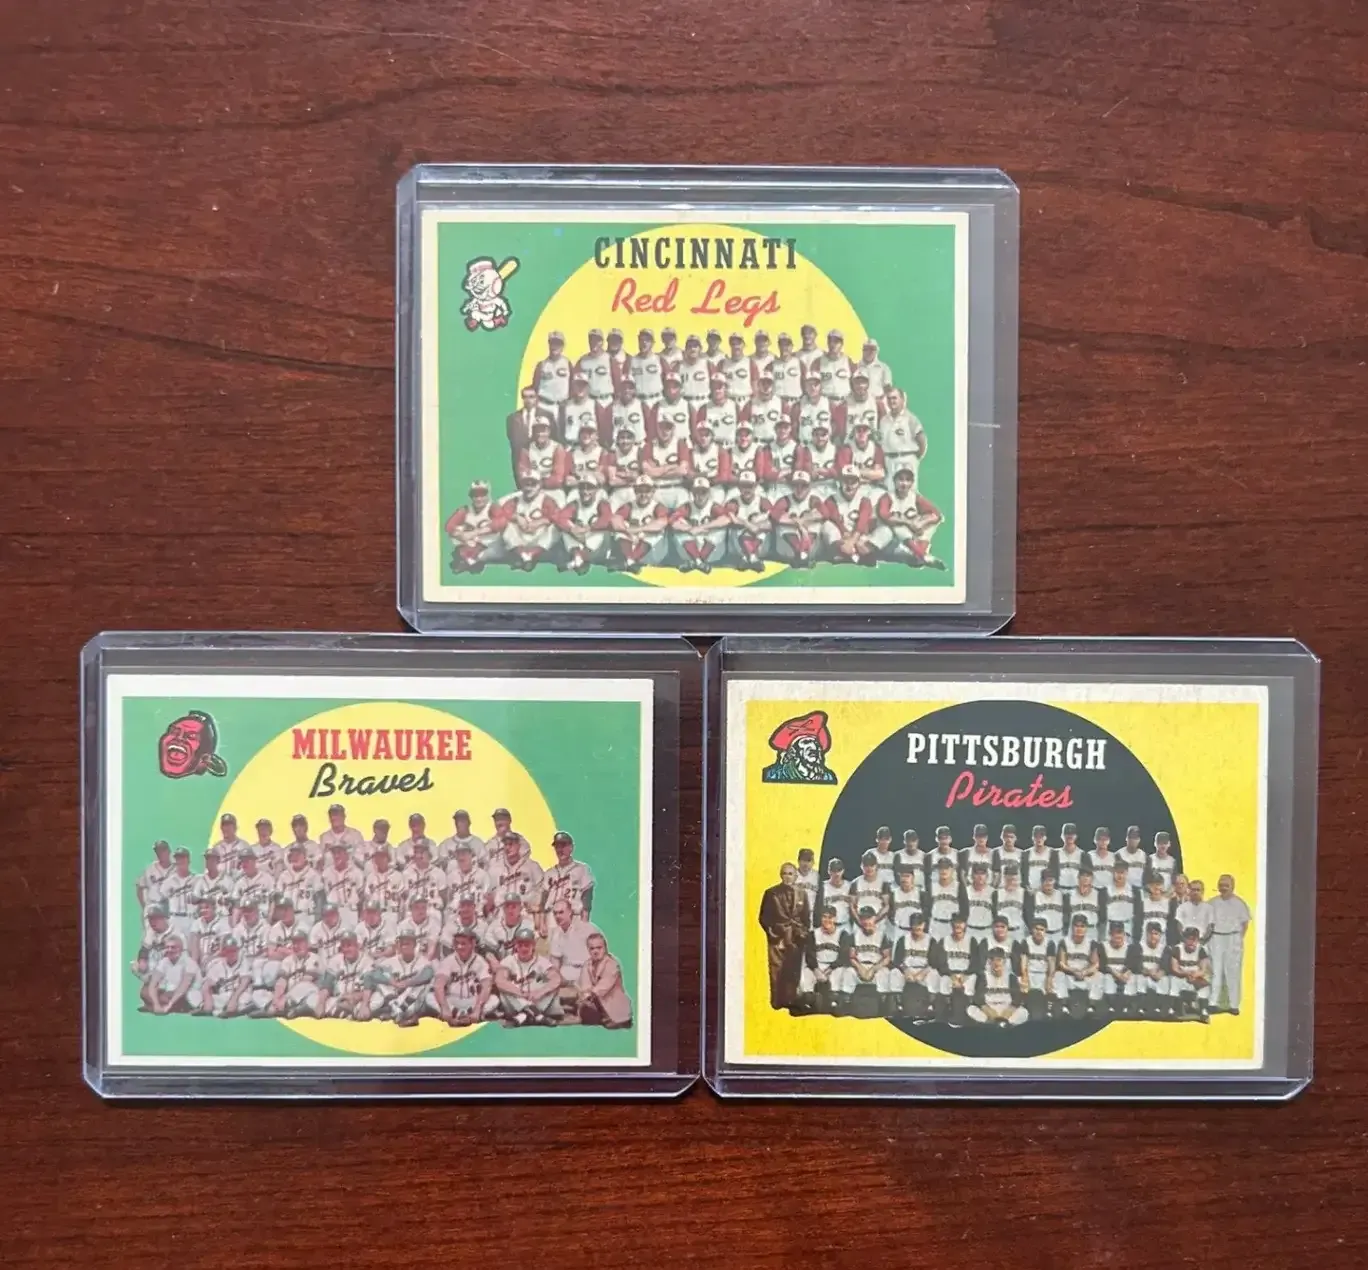 CINCINNATI
Red Legs
MILWAUKEE
Braves
PITTSBURGH
Pirates